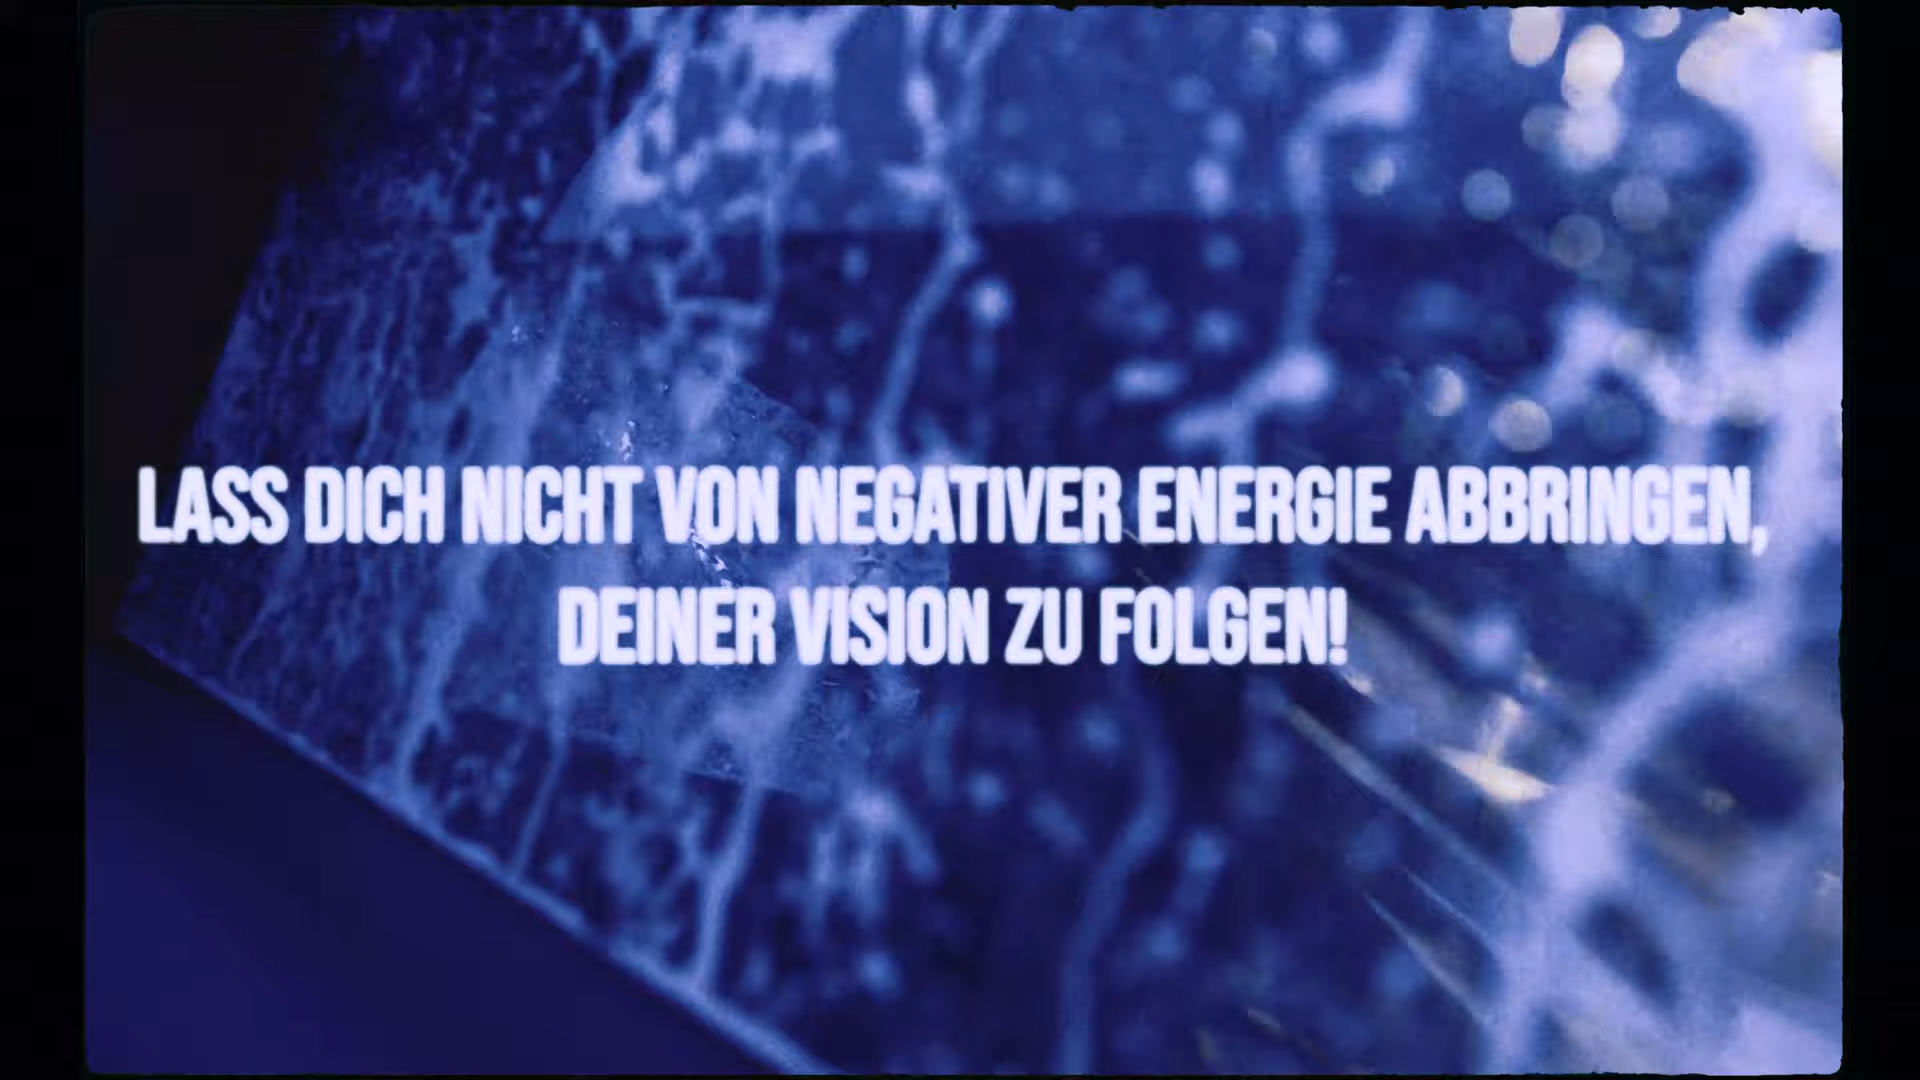 LASS DICH NICHT VON NEGATIVER ENERGIE ABBRINGEN,
DEINER VISION ZU FOLGEN!